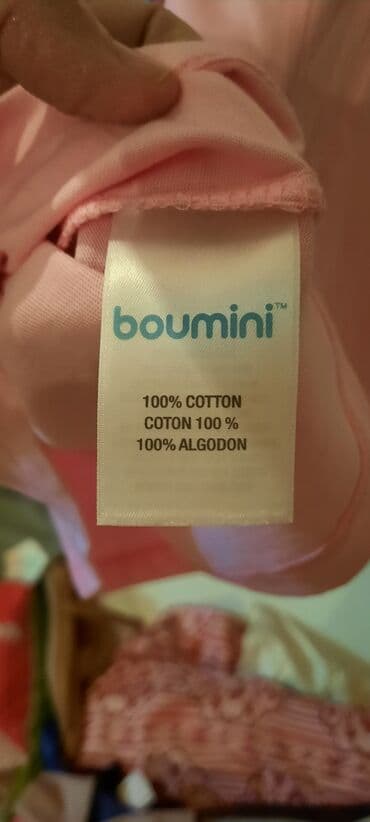 boumini™
100% COTTON
COTON 100 %
100% ALGODON